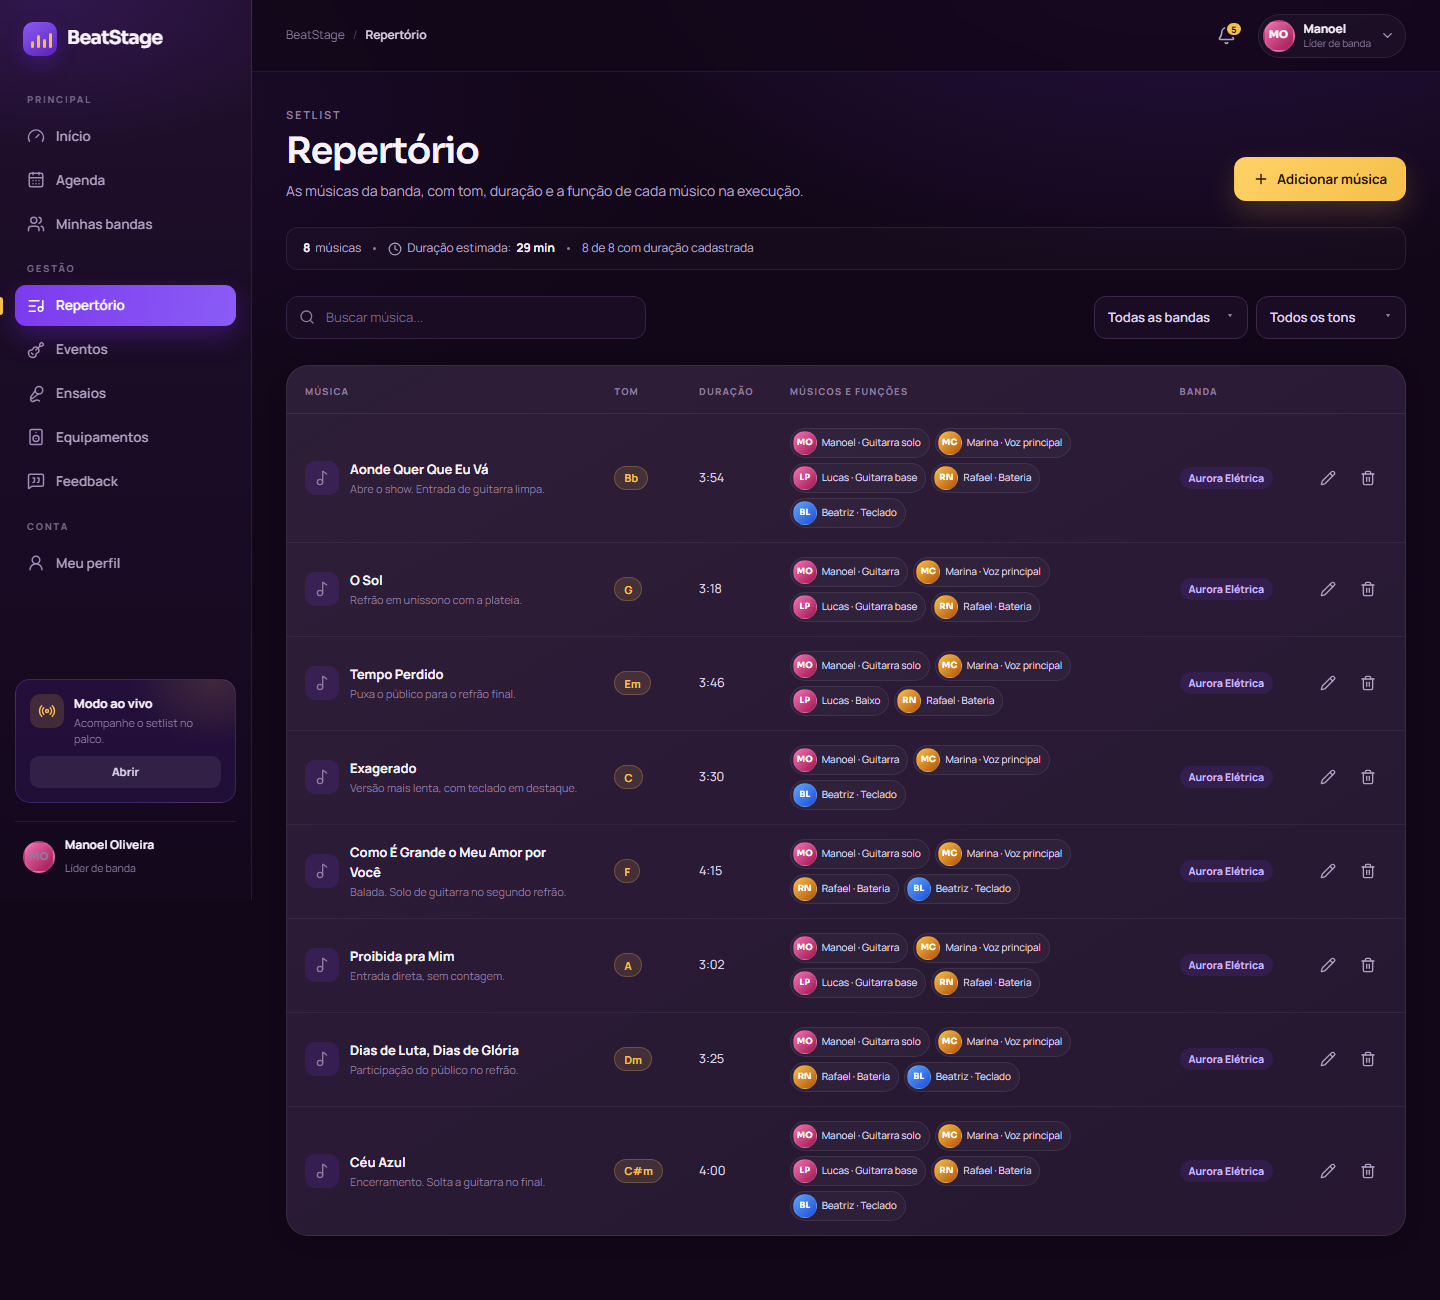 BeatStage
PRINCIPAL
Início
Agenda
Minhas bandas
GESTÃO
Repertório
Eventos
Ensaios
Equipamentos
Feedback
CONTA
Meu perfil
Modo ao vivo
Acompanhe o setlist no
palco.
Abrir
MO
Manoel Oliveira
Líder de banda
BeatStage / Repertório
5
MO
Manoel
Líder de banda
SETLIST
Repertório
As músicas da banda, com tom, duração e a função de cada músico na execução.
+ Adicionar música
8 músicas • Duração estimada: 29 min • 8 de 8 com duração cadastrada
Buscar música...
Todas as bandas
Todos os tons
MÚSICA TOM DURAÇÃO MÚSICOS E FUNÇÕES BANDA
Aonde Quer Que Eu Vá
Abre o show. Entrada de guitarra limpa.
Bb
3:54
MO Manoel · Guitarra solo MC Marina · Voz principal
LP Lucas · Guitarra base RN Rafael · Bateria
BL Beatriz · Teclado
Aurora Elétrica
O Sol
Refrão em uníssono com a plateia.
G
3:18
MO Manoel · Guitarra MC Marina · Voz principal
LP Lucas · Guitarra base RN Rafael · Bateria
Aurora Elétrica
Tempo Perdido
Puxa o público para o refrão final.
Em
3:46
MO Manoel · Guitarra solo MC Marina · Voz principal
LP Lucas · Baixo RN Rafael · Bateria
Aurora Elétrica
Exagerado
Versão mais lenta, com teclado em destaque.
C
3:30
MO Manoel · Guitarra MC Marina · Voz principal
BL Beatriz · Teclado
Aurora Elétrica
Como É Grande o Meu Amor por
Você
Balada. Solo de guitarra no segundo refrão.
F
4:15
MO Manoel · Guitarra solo MC Marina · Voz principal
RN Rafael · Bateria BL Beatriz · Teclado
Aurora Elétrica
Proibida pra Mim
Entrada direta, sem contagem.
A
3:02
MO Manoel · Guitarra MC Marina · Voz principal
LP Lucas · Guitarra base RN Rafael · Bateria
Aurora Elétrica
Dias de Luta, Dias de Glória
Participação do público no refrão.
Dm
3:25
MO Manoel · Guitarra solo MC Marina · Voz principal
RN Rafael · Bateria BL Beatriz · Teclado
Aurora Elétrica
Céu Azul
Encerramento. Solta a guitarra no final.
C#m
4:00
MO Manoel · Guitarra solo MC Marina · Voz principal
LP Lucas · Guitarra base RN Rafael · Bateria
BL Beatriz · Teclado
Aurora Elétrica